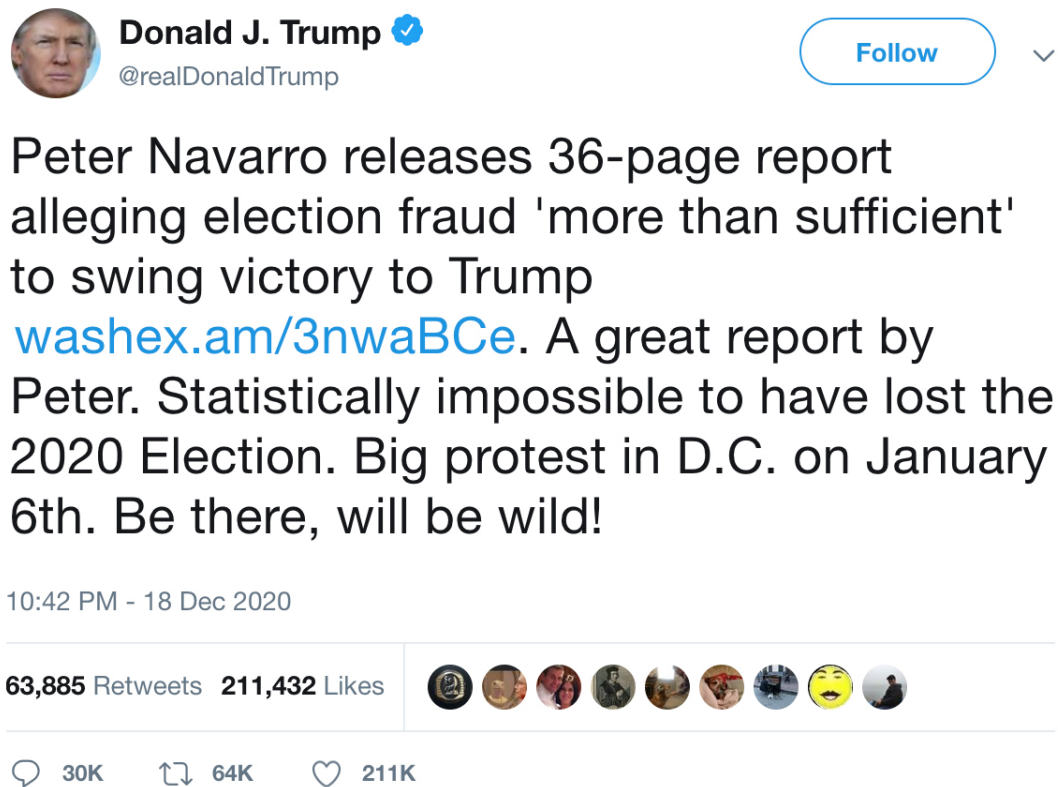 Donald J. Trump
@realDonaldTrump
Follow
Peter Navarro releases 36-page report
alleging election fraud 'more than sufficient'
to swing victory to Trump
washex.am/3nwaBCe. A great report by
Peter. Statistically impossible to have lost the
2020 Election. Big protest in D.C. on January
6th. Be there, will be wild!
10:42 PM - 18 Dec 2020
63,885 Retweets 211,432 Likes
30K 64K 211K